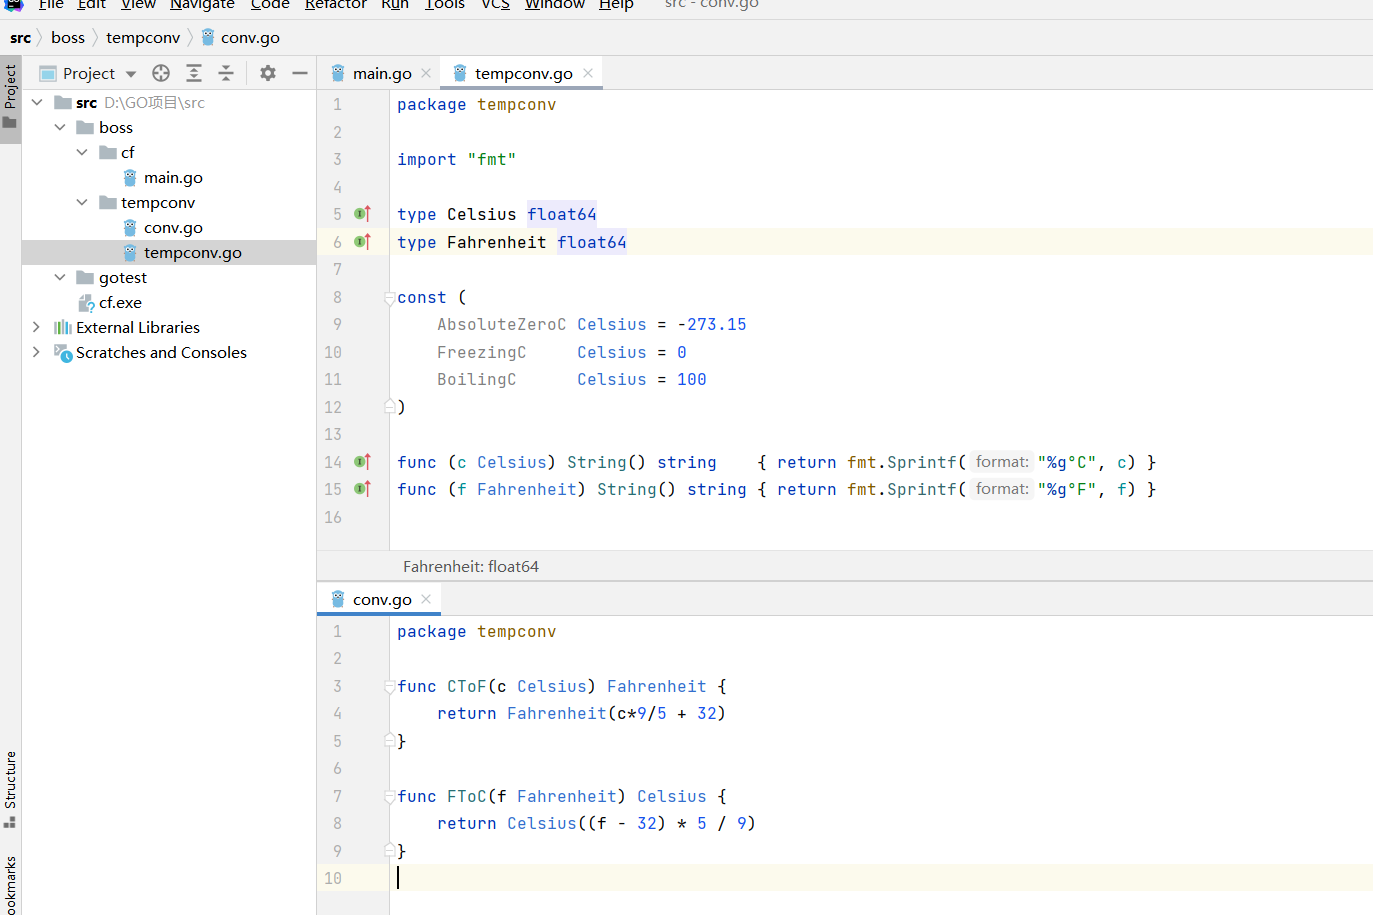 File Edit View Navigate Code Refactor Run Tools VCS Window Help src - conv.go
src boss tempconv conv.go
Project
Project
main.go
tempconv.go
src D:\GO项目\src
boss
cf
main.go
tempconv
conv.go
tempconv.go
gotest
cf.exe
External Libraries
Scratches and Consoles
1 package tempconv
2
3 import "fmt"
4
5 type Celsius float64
6 type Fahrenheit float64
7
8 const (
9 AbsoluteZeroC Celsius = -273.15
10 FreezingC Celsius = 0
11 BoilingC Celsius = 100
12 )
13
14 func (c Celsius) String() string { return fmt.Sprintf( format: "%g°C", c) }
15 func (f Fahrenheit) String() string { return fmt.Sprintf( format: "%g°F", f) }
16
Fahrenheit: float64
conv.go
1 package tempconv
2
3 func CToF(c Celsius) Fahrenheit {
4 return Fahrenheit(c*9/5 + 32)
5 }
6
7 func FToC(f Fahrenheit) Celsius {
8 return Celsius((f - 32) * 5 / 9)
9 }
10
Structure